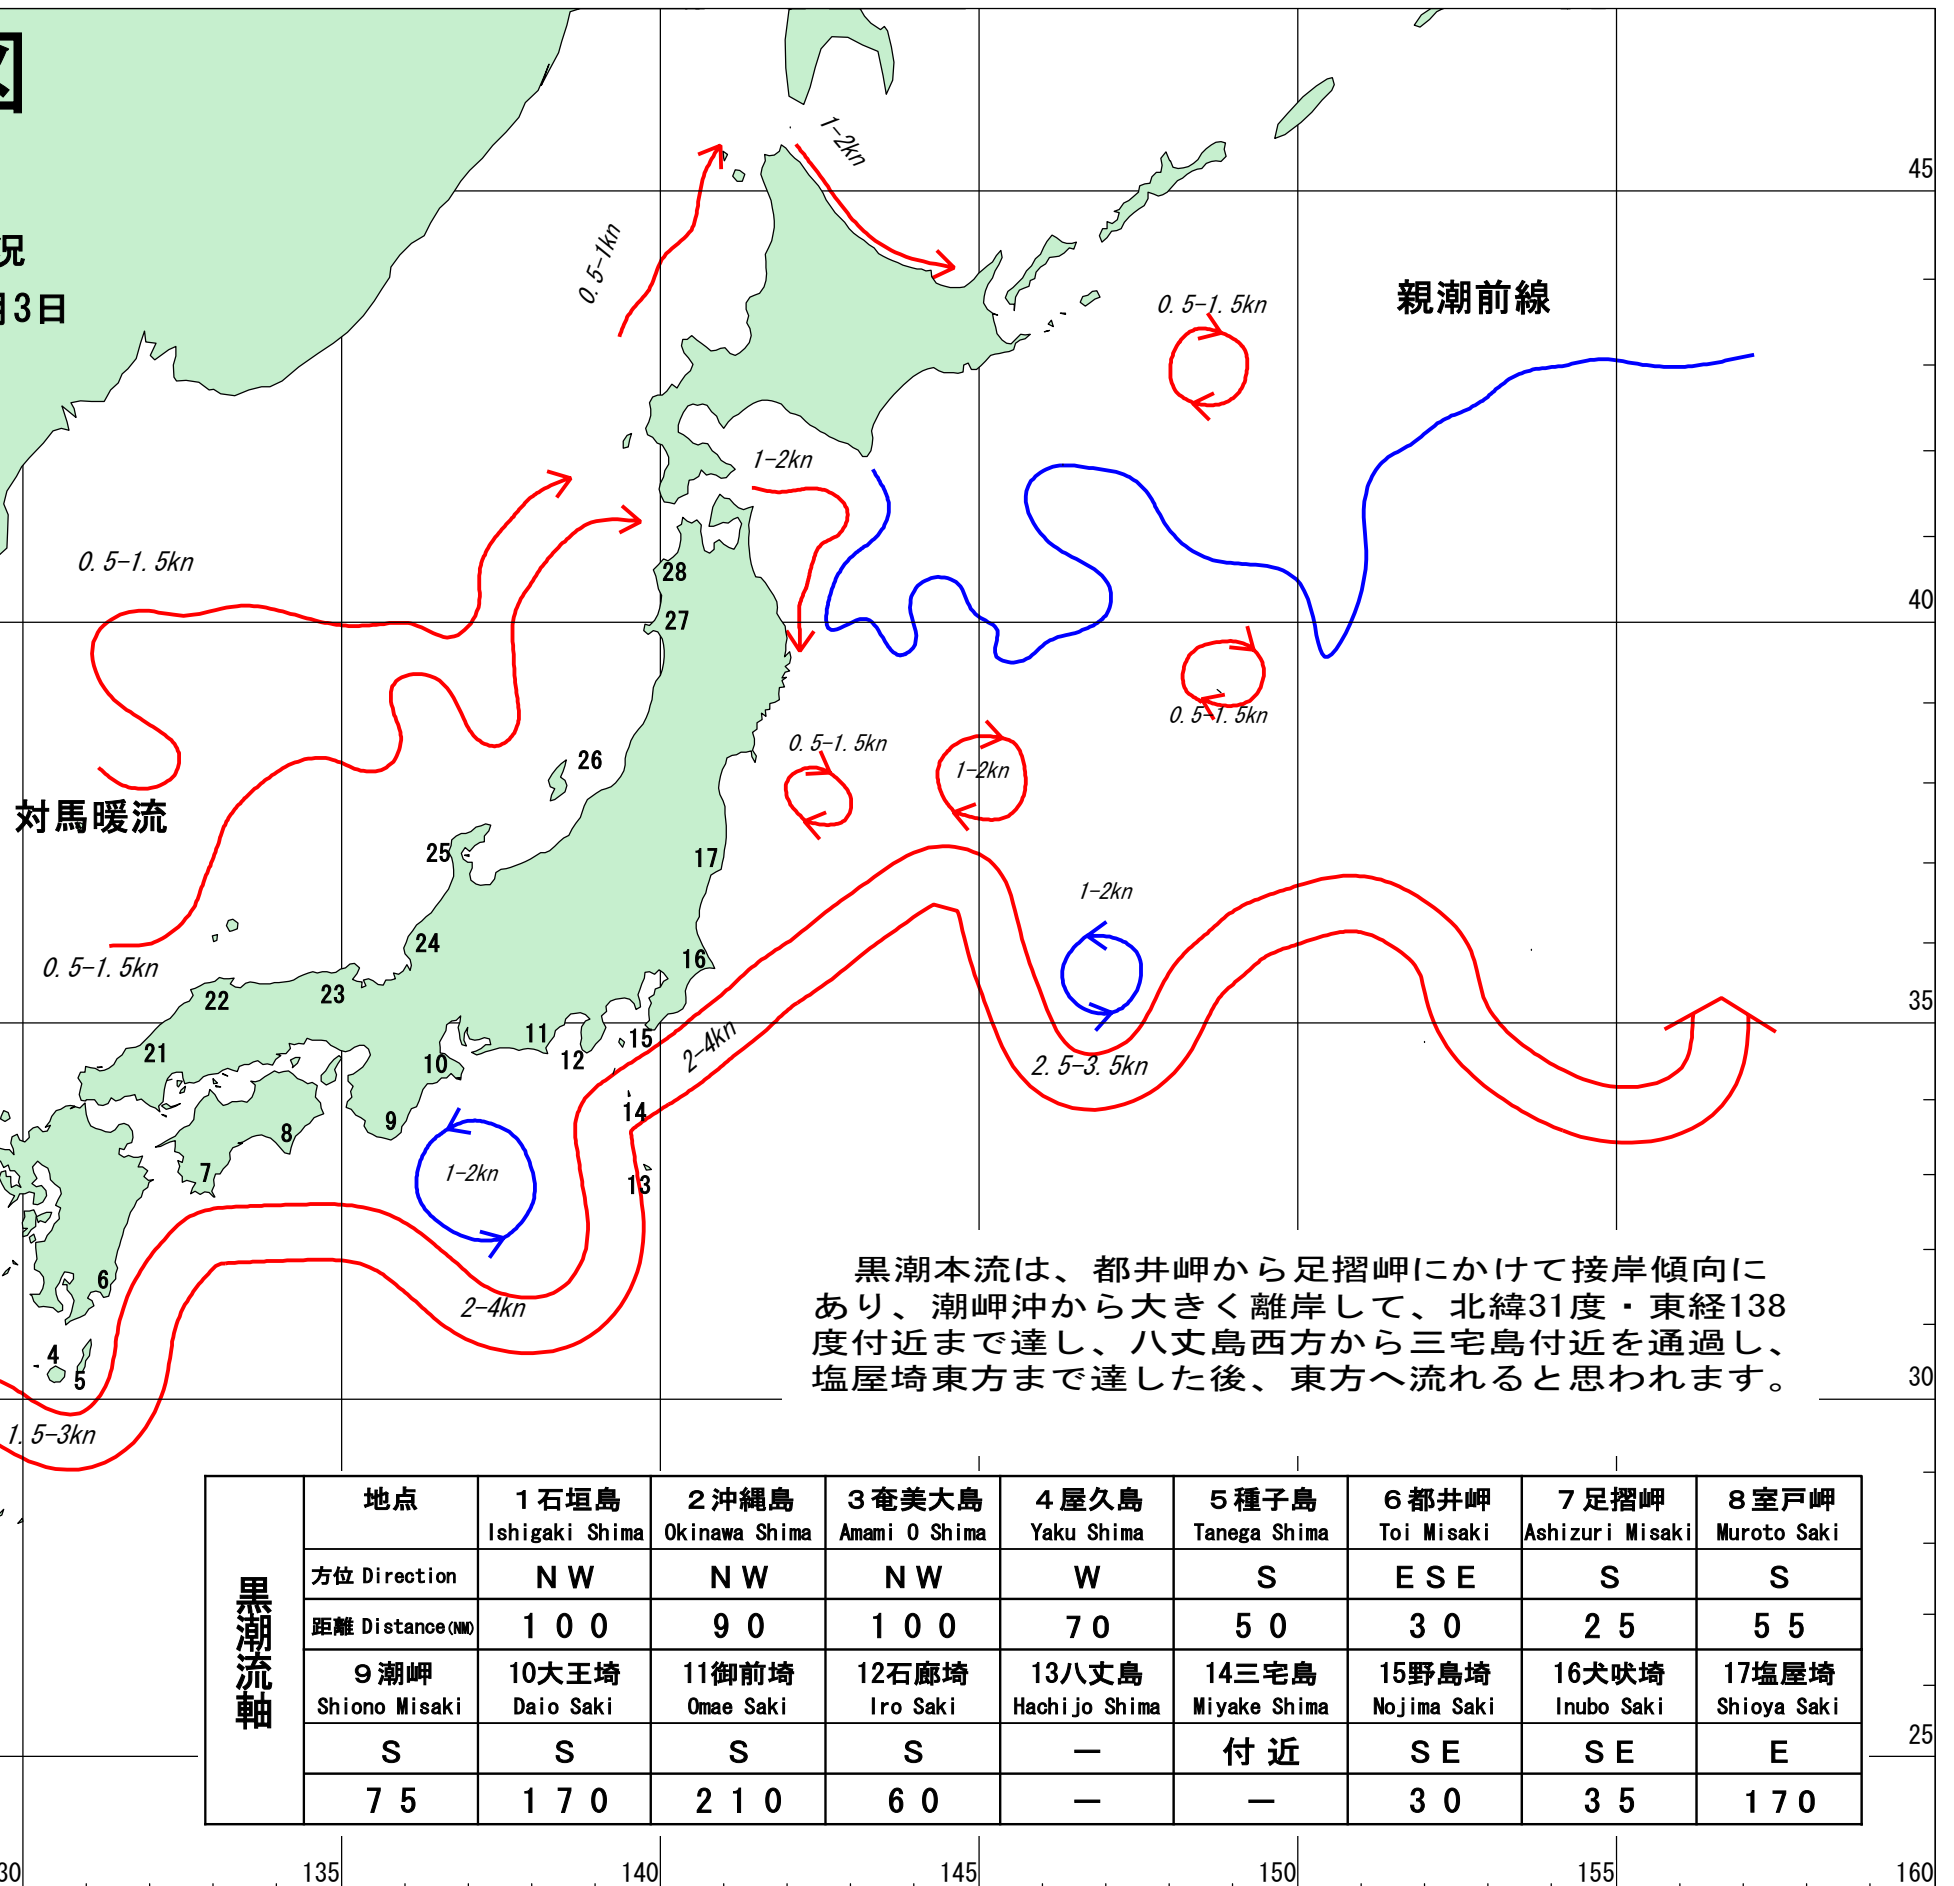 図
況
月3日
1-2kn
45
0.5-1kn
0.5-1.5kn
親潮前線
1-2kn
0.5-1.5kn
28
40
27
0.5-1.5kn
0.5-1.5kn
26
1-2kn
対馬暖流
25
17
1-2kn
24
16
0.5-1.5kn
23
22
35
11
15
2-4kn
21
12
10
2.5-3.5kn
14
9
8
7
1-2kn
13
6
2-4kn
黒潮本流は、都井岬から足摺岬にかけて接岸傾向に
あり、潮岬沖から大きく離岸して、北緯31度・東経138
度付近まで達し、八丈島西方から三宅島付近を通過し、
塩屋埼東方まで達した後、東方へ流れると思われます。
4
5
30
1.5-3kn
黒潮流軸
地点 1石垣島 2沖縄島 3奄美大島 4屋久島 5種子島 6都井岬 7足摺岬 8室戸岬
Ishigaki Shima Okinawa Shima Amami O Shima Yaku Shima Tanega Shima Toi Misaki Ashizuri Misaki Muroto Saki
方位 Direction NW NW NW W S ESE S S
距離 Distance(NM) 100 90 100 70 50 30 25 55
9潮岬 10大王埼 11御前埼 12石廊埼 13八丈島 14三宅島 15野島埼 16犬吠埼 17塩屋埼
Shiono Misaki Daio Saki Omae Saki Iro Saki Hachijo Shima Miyake Shima Nojima Saki Inubo Saki Shioya Saki
S S S S － 付近 SE SE E
75 170 210 60 － － 30 35 170
25
30 135 140 145 150 155 160